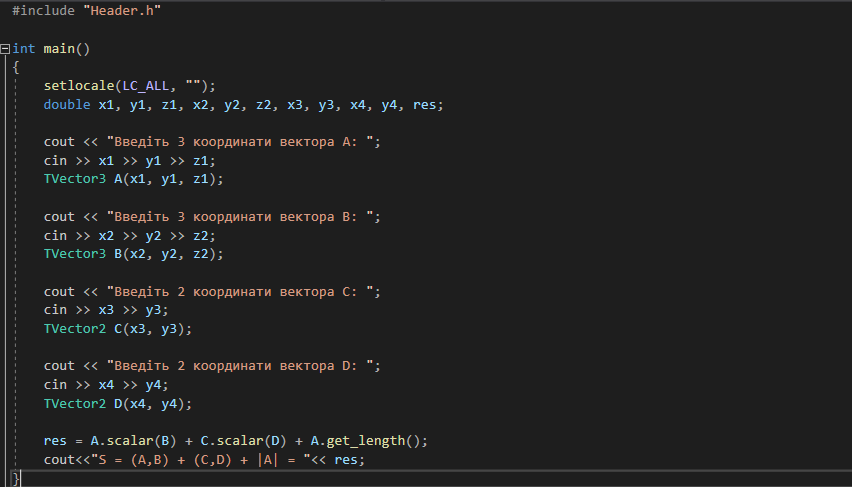 #include "Header.h"
int main()
{
setlocale(LC_ALL, "");
double x1, y1, z1, x2, y2, z2, x3, y3, x4, y4, res;
cout << "Введіть 3 координати вектора A: ";
cin >> x1 >> y1 >> z1;
TVector3 A(x1, y1, z1);
cout << "Введіть 3 координати вектора B: ";
cin >> x2 >> y2 >> z2;
TVector3 B(x2, y2, z2);
cout << "Введіть 2 координати вектора C: ";
cin >> x3 >> y3;
TVector2 C(x3, y3);
cout << "Введіть 2 координати вектора D: ";
cin >> x4 >> y4;
TVector2 D(x4, y4);
res = A.scalar(B) + C.scalar(D) + A.get_length();
cout<<"S = (A,B) + (C,D) + |A| = "<< res;
}